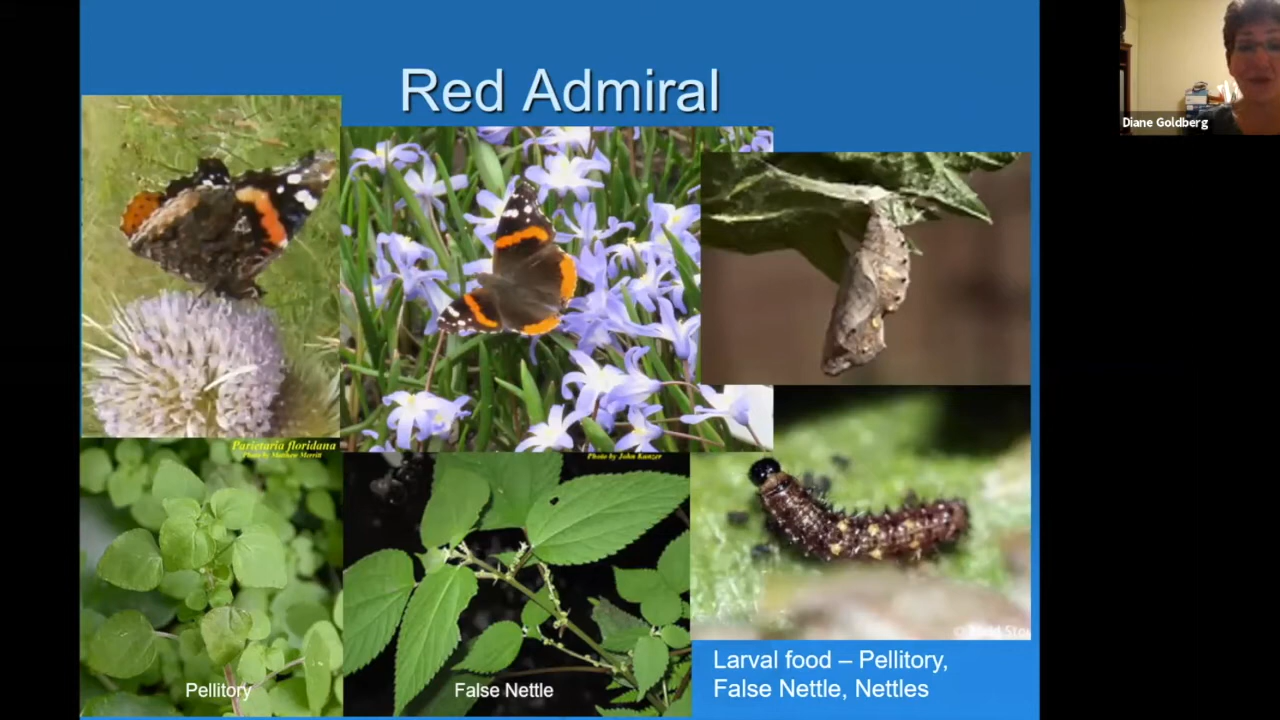 Red Admiral
Diane Goldberg
Parietaria floridana
Photo by Matthew Merritt
Photo by John Kunzer
Pellitory
False Nettle
Larval food – Pellitory,
False Nettle, Nettles